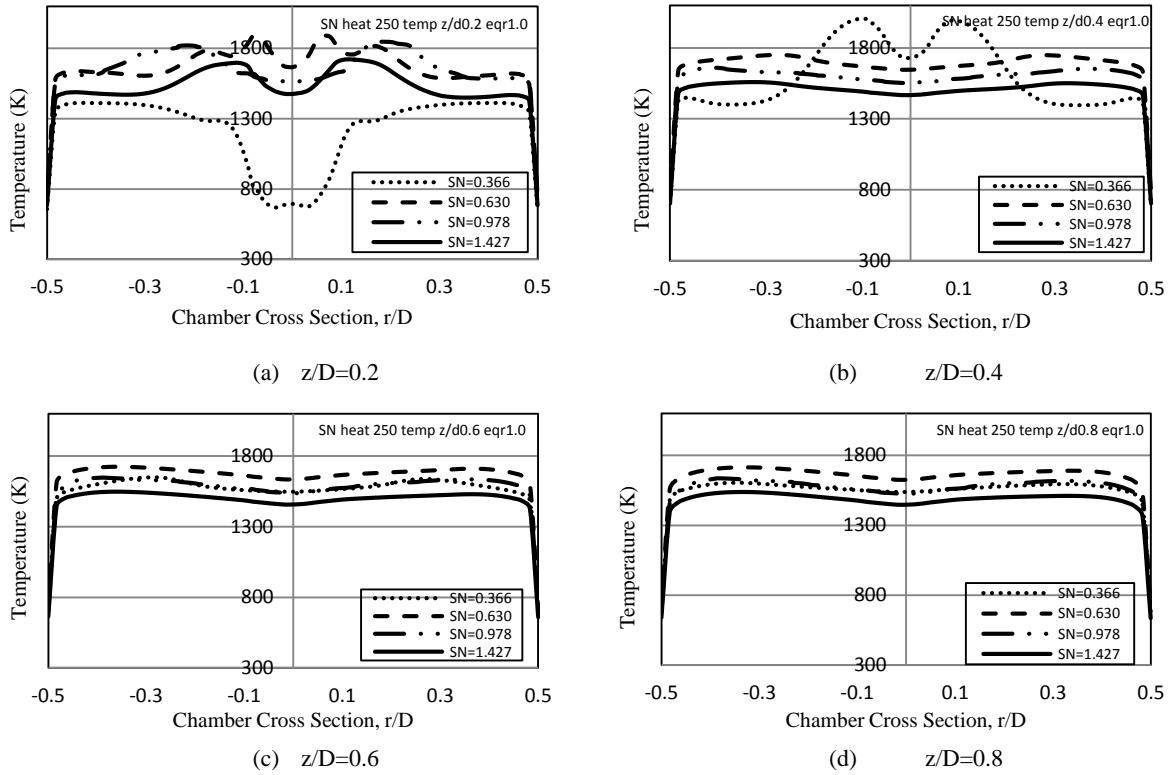 SN heat 250 temp z/d0.2 eqr1.0
1800
1300
800
300
Temperature (K)
SN=0.366
SN=0.630
SN=0.978
SN=1.427
-0.5 -0.3 -0.1 0.1 0.3 0.5
Chamber Cross Section, r/D
(a) z/D=0.2
SN heat 250 temp z/d0.4 eqr1.0
1800
1300
800
300
Temperature (K)
SN=0.366
SN=0.630
SN=0.978
SN=1.427
-0.5 -0.3 -0.1 0.1 0.3 0.5
Chamber Cross Section, r/D
(b) z/D=0.4
SN heat 250 temp z/d0.6 eqr1.0
1800
1300
800
300
Temperature (K)
SN=0.366
SN=0.630
SN=0.978
SN=1.427
-0.5 -0.3 -0.1 0.1 0.3 0.5
Chamber Cross Section, r/D
(c) z/D=0.6
SN heat 250 temp z/d0.8 eqr1.0
1800
1300
800
300
Temperature (K)
SN=0.366
SN=0.630
SN=0.978
SN=1.427
-0.5 -0.3 -0.1 0.1 0.3 0.5
Chamber Cross Section, r/D
(d) z/D=0.8